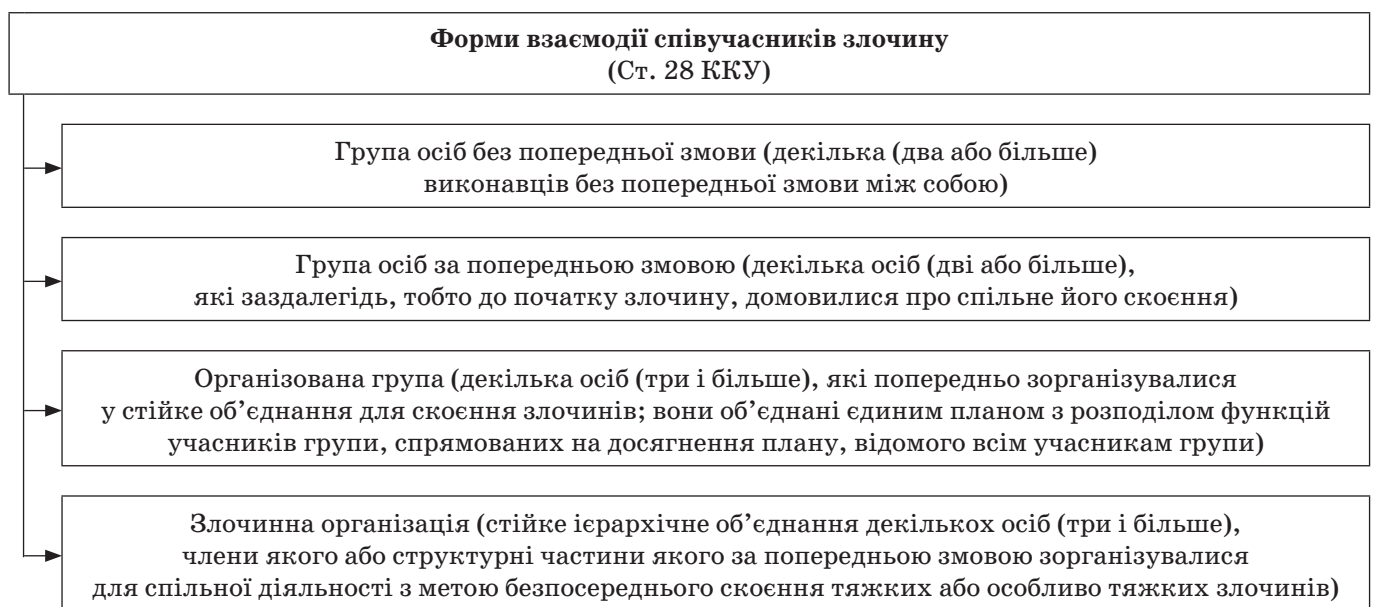 Форми взаємодії співучасників злочину
(Ст. 28 ККУ)
Група осіб без попередньої змови (декілька (два або більше)
виконавців без попередньої змови між собою)
Група осіб за попередньою змовою (декілька осіб (дві або більше),
які заздалегідь, тобто до початку злочину, домовилися про спільне його скоєння)
Організована група (декілька осіб (три і більше), які попередньо зорганізувалися
у стійке об’єднання для скоєння злочинів; вони об’єднані єдиним планом з розподілом функцій
учасників групи, спрямованих на досягнення плану, відомого всім учасникам групи)
Злочинна організація (стійке ієрархічне об’єднання декількох осіб (три і більше),
члени якого або структурні частини якого за попередньою змовою зорганізувалися
для спільної діяльності з метою безпосереднього скоєння тяжких або особливо тяжких злочинів)